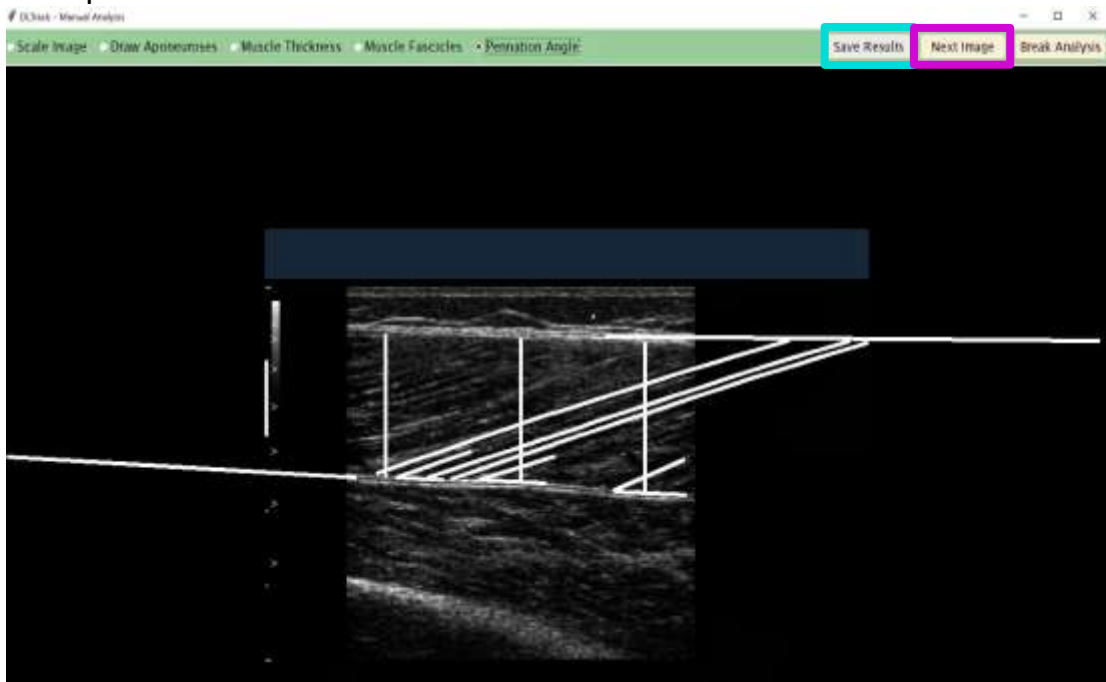 DLTrack - Manual Analysis
Scale Image Draw Aponeuroses Muscle Thickness Muscle Fascicles Pennation Angle Save Results Next Image Break Analysis